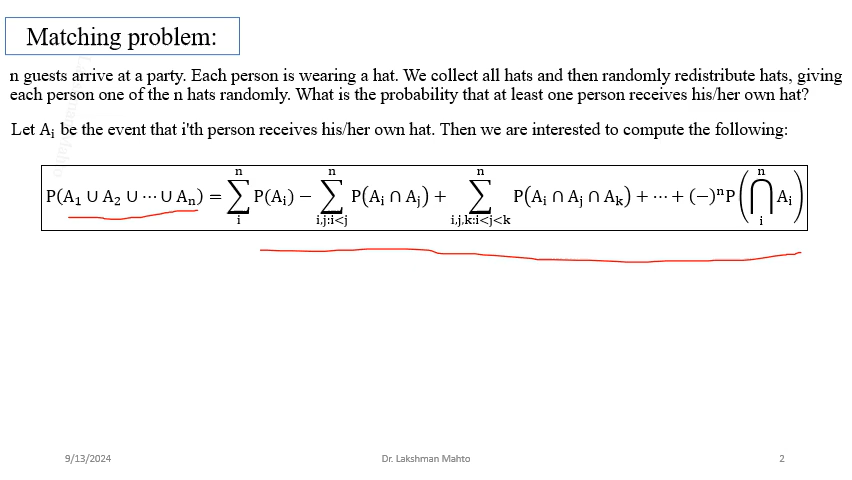 Matching problem:
n guests arrive at a party. Each person is wearing a hat. We collect all hats and then randomly redistribute hats, giving
each person one of the n hats randomly. What is the probability that at least one person receives his/her own hat?
Let Aᵢ be the event that i'th person receives his/her own hat. Then we are interested to compute the following:
P(A₁ ∪ A₂ ∪ ⋯ ∪ Aₙ) = ∑ᵢⁿ P(Aᵢ) − ∑ⁿ i,j:i<j P(Aᵢ ∩ Aⱼ) + ∑ⁿ i,j,k:i<j<k P(Aᵢ ∩ Aⱼ ∩ Aₖ) + ⋯ + (−)ⁿP(⋂ᵢⁿ Aᵢ)
9/13/2024 Dr. Lakshman Mahto 2